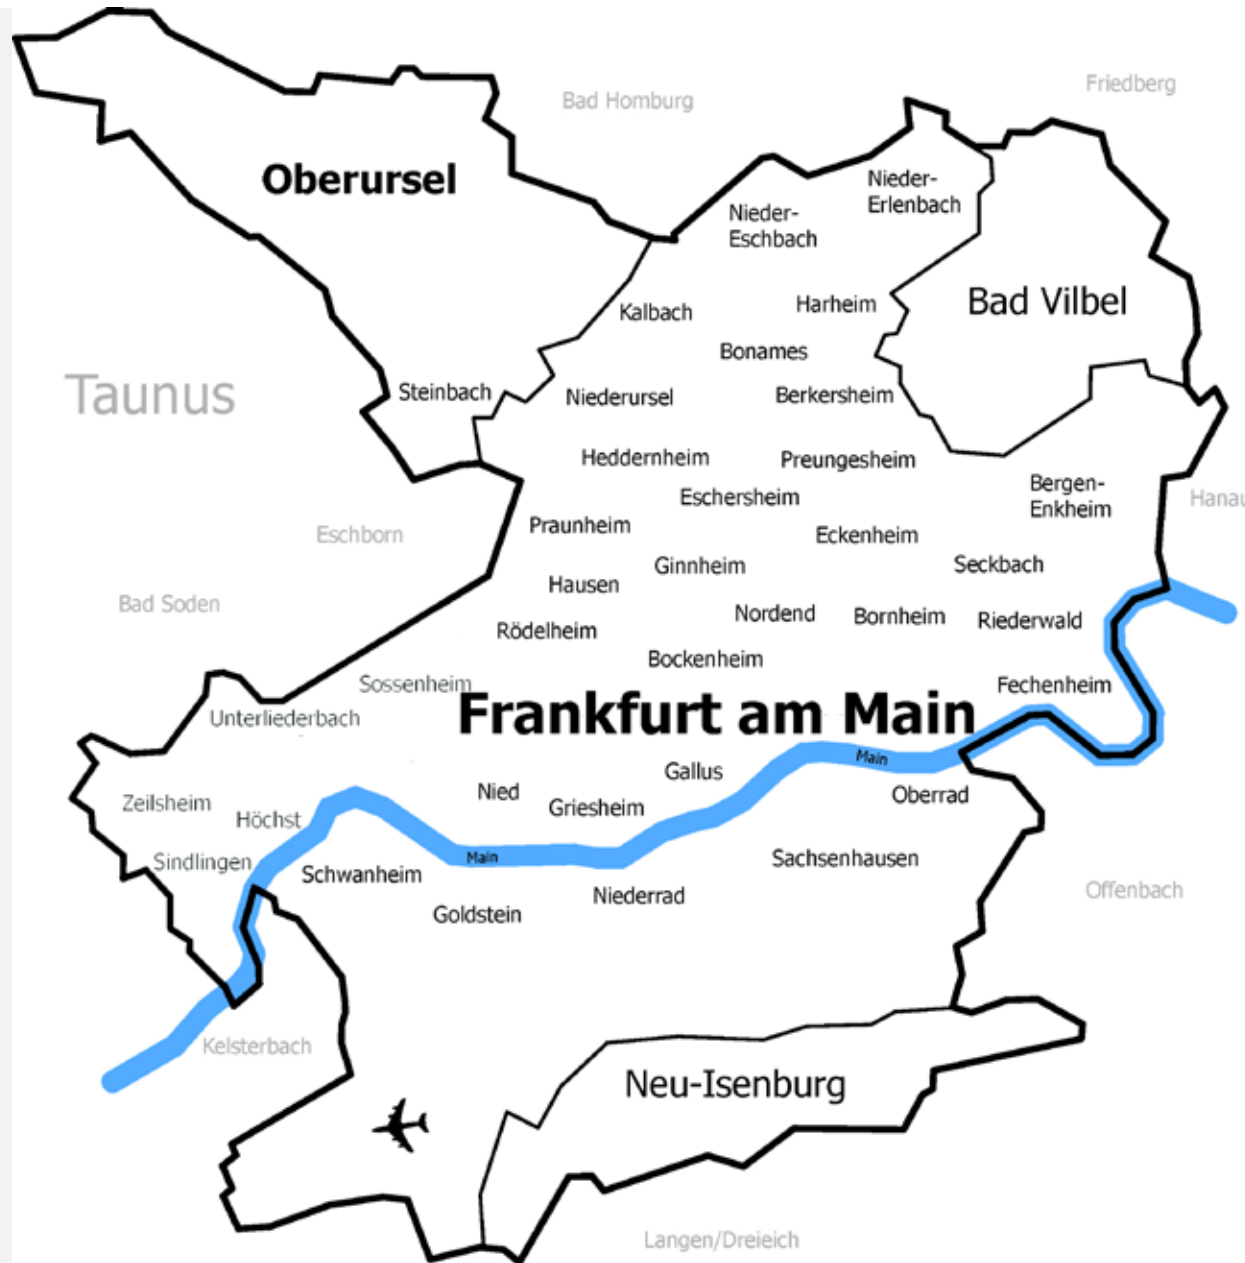 Friedberg
Bad Homburg
Oberursel
Nieder-
Erlenbach
Nieder-
Eschbach
Bad Vilbel
Kalbach
Harheim
Bonames
Taunus
Steinbach
Niederursel
Berkersheim
Heddernheim
Preungesheim
Bergen-
Enkheim
Hanau
Eschersheim
Praunheim
Eschborn
Eckenheim
Ginnheim
Seckbach
Hausen
Bad Soden
Nordend
Bornheim
Riederwald
Rödelheim
Bockenheim
Sossenheim
Fechenheim
Unterliederbach
Frankfurt am Main
Main
Gallus
Nied
Griesheim
Oberrad
Zeilsheim
Höchst
Sindlingen
Main
Schwanheim
Sachsenhausen
Niederrad
Goldstein
Offenbach
Kelsterbach
Neu-Isenburg
Langen/Dreieich